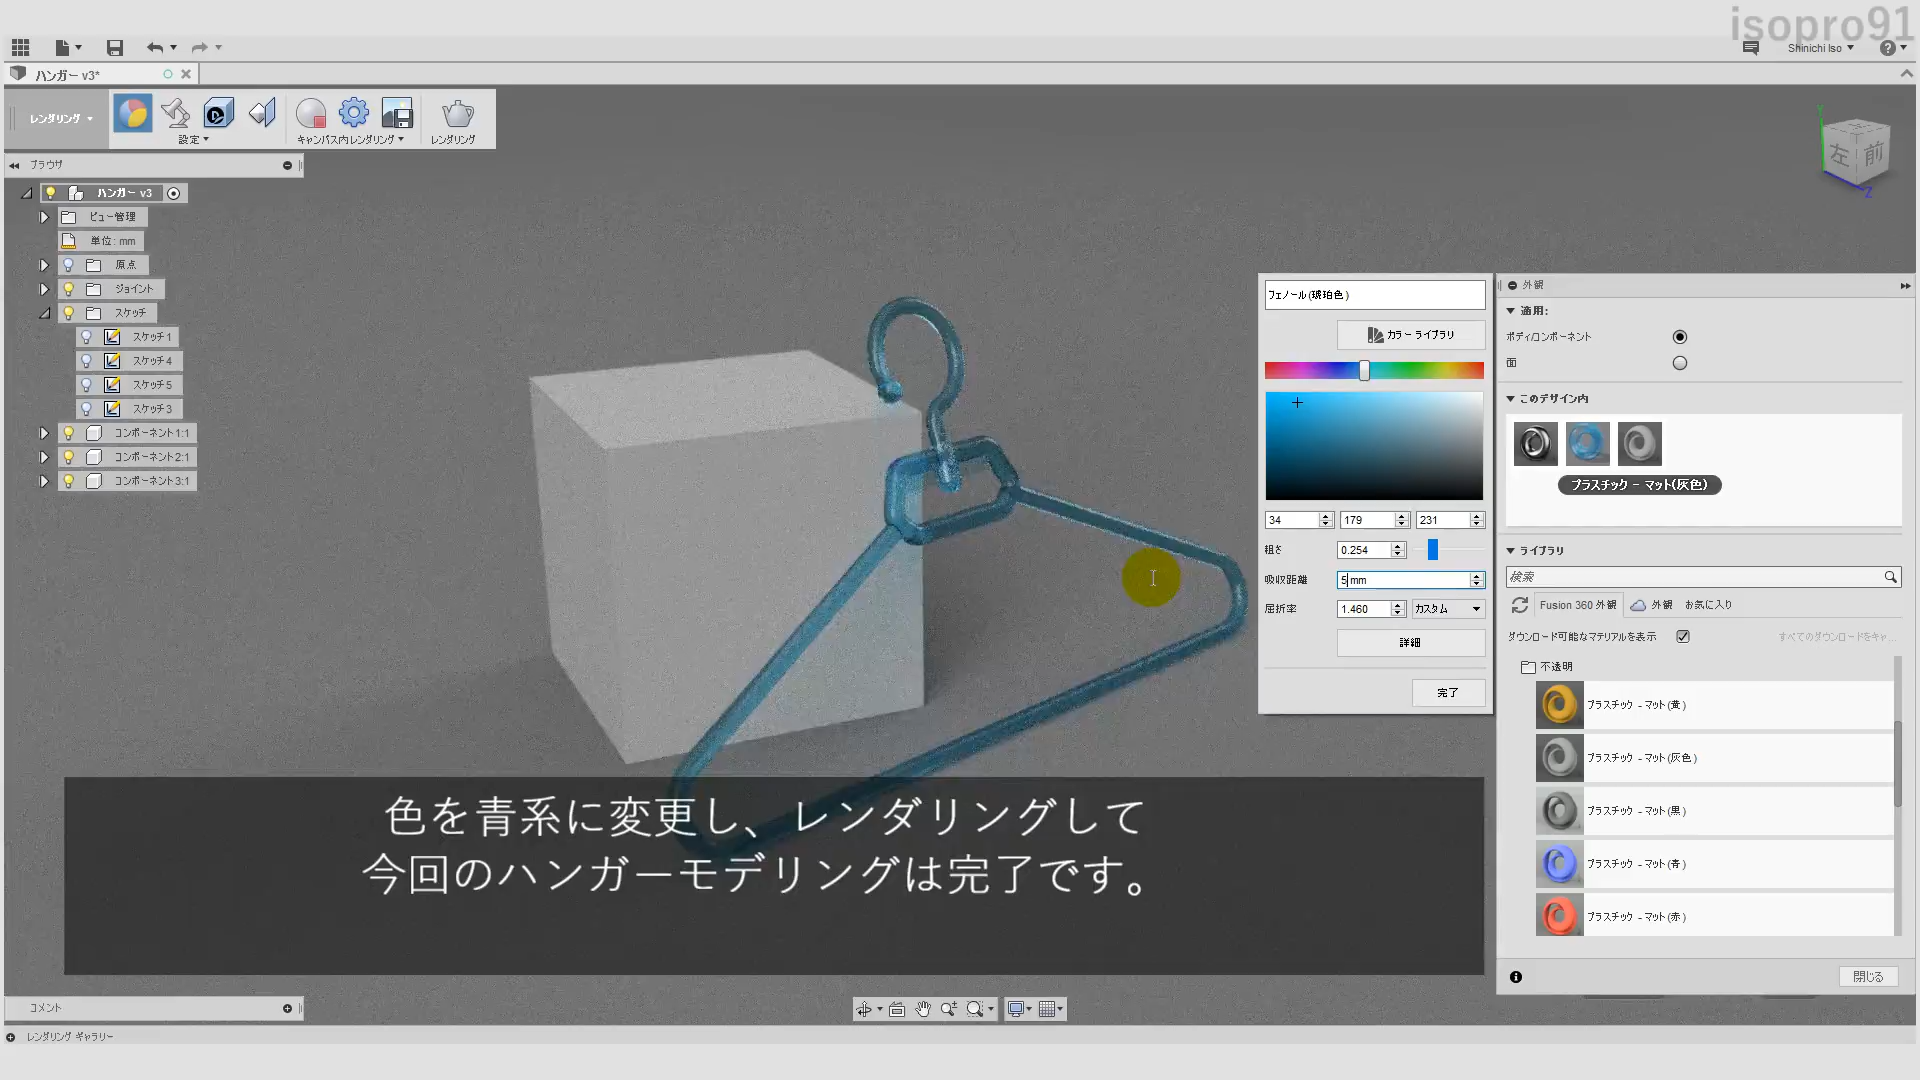 isopro91
Shinichi Iso
ハンガー v3*
レンダリング
設定
キャンバス内レンダリング
レンダリング
ブラウザ
ハンガー v3
ビュー管理
単位: mm
原点
ジョイント
スケッチ
スケッチ1
スケッチ4
スケッチ5
スケッチ3
コンポーネント1:1
コンポーネント2:1
コンポーネント3:1
Y
左
前
Z
フェノール(琥珀色)
カラー ライブラリ
34
179
231
粗さ
0.254
吸収距離
5 mm
屈折率
1.460
カスタム
詳細
完了
外観
適用:
ボディ/コンポーネント
面
このデザイン内
プラスチック - マット(灰色)
ライブラリ
検索
Fusion 360 外観
外観
お気に入り
ダウンロード可能なマテリアルを表示
すべてのダウンロードをキャ...
不透明
プラスチック - マット(黄)
プラスチック - マット(灰色)
プラスチック - マット(黒)
プラスチック - マット(青)
プラスチック - マット(赤)
閉じる
色を青系に変更し、レンダリングして
今回のハンガーモデリングは完了です。
コメント
レンダリング ギャラリー